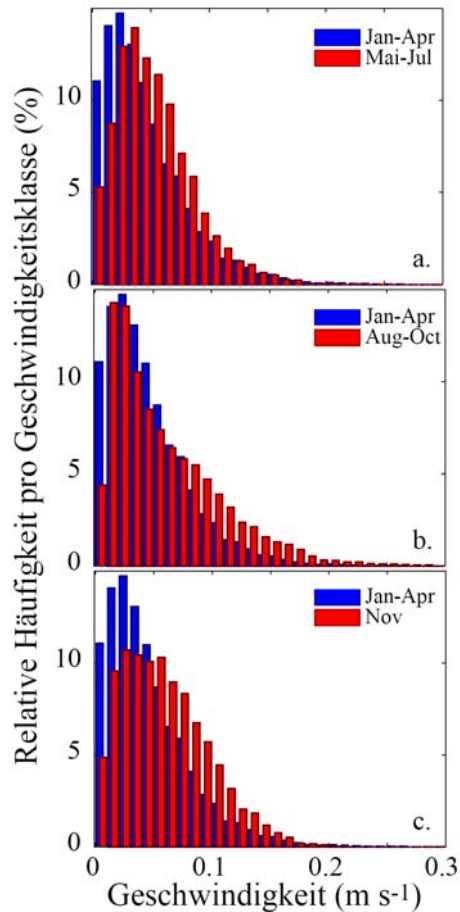 Relative Häufigkeit pro Geschwindigkeitsklasse (%)
Jan-Apr
Mai-Jul
10
5
0
a.
Jan-Apr
Aug-Oct
10
5
0
b.
Jan-Apr
Nov
10
5
0
c.
0 0.1 0.2 0.3
Geschwindigkeit (m s-1)